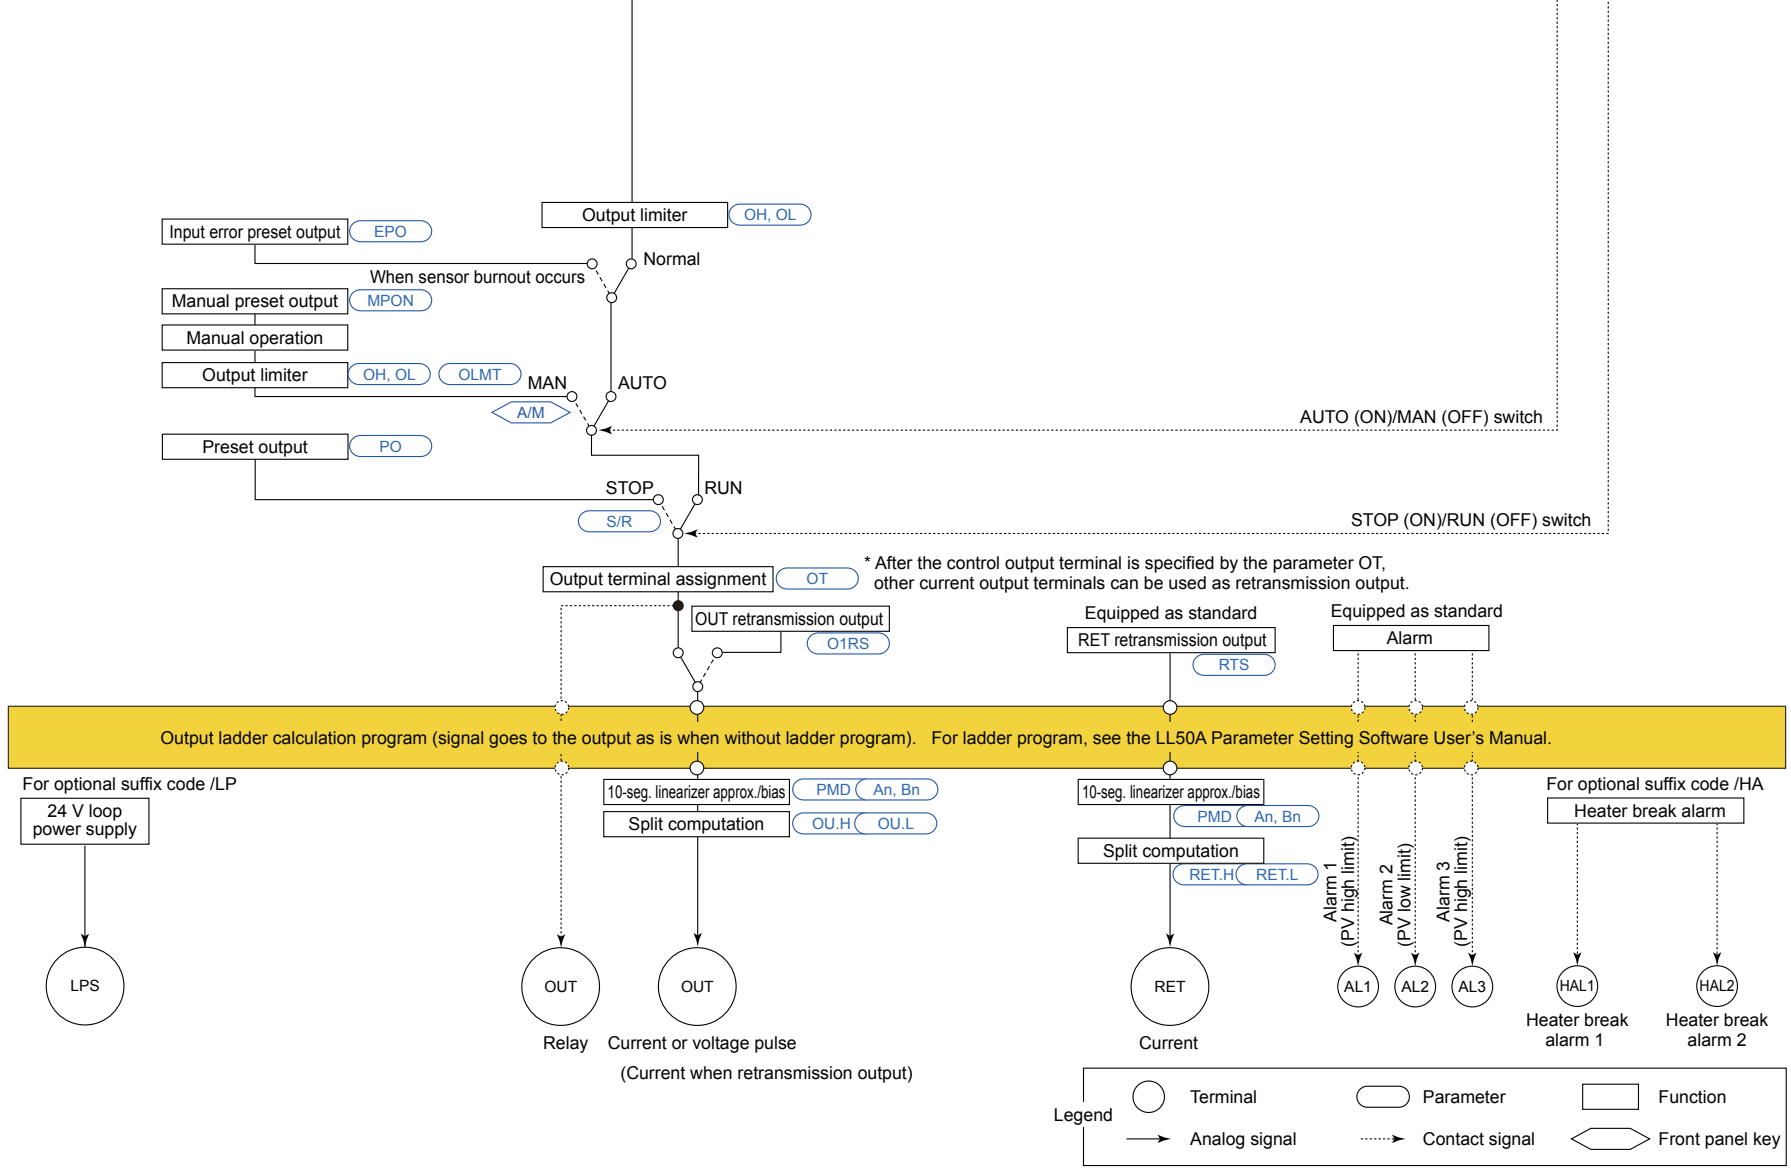 Output limiter
OH, OL
Input error preset output
EPO
Normal
When sensor burnout occurs
Manual preset output
MPON
Manual operation
Output limiter
OH, OL
OLMT
MAN
AUTO
A/M
AUTO (ON)/MAN (OFF) switch
Preset output
PO
STOP
RUN
S/R
STOP (ON)/RUN (OFF) switch
Output terminal assignment
OT
* After the control output terminal is specified by the parameter OT,
other current output terminals can be used as retransmission output.
OUT retransmission output
O1RS
Equipped as standard
RET retransmission output
RTS
Equipped as standard
Alarm
Output ladder calculation program (signal goes to the output as is when without ladder program). For ladder program, see the LL50A Parameter Setting Software User's Manual.
For optional suffix code /LP
24 V loop
power supply
10-seg. linearizer approx./bias
PMD
An, Bn
Split computation
OU.H
OU.L
10-seg. linearizer approx./bias
PMD
An, Bn
Split computation
RET.H
RET.L
Alarm 1
(PV high limit)
Alarm 2
(PV low limit)
Alarm 3
(PV high limit)
For optional suffix code /HA
Heater break alarm
LPS
OUT
OUT
RET
AL1
AL2
AL3
HAL1
HAL2
Relay
Current or voltage pulse
(Current when retransmission output)
Current
Heater break
alarm 1
Heater break
alarm 2
Legend
Terminal
Parameter
Function
Analog signal
Contact signal
Front panel key